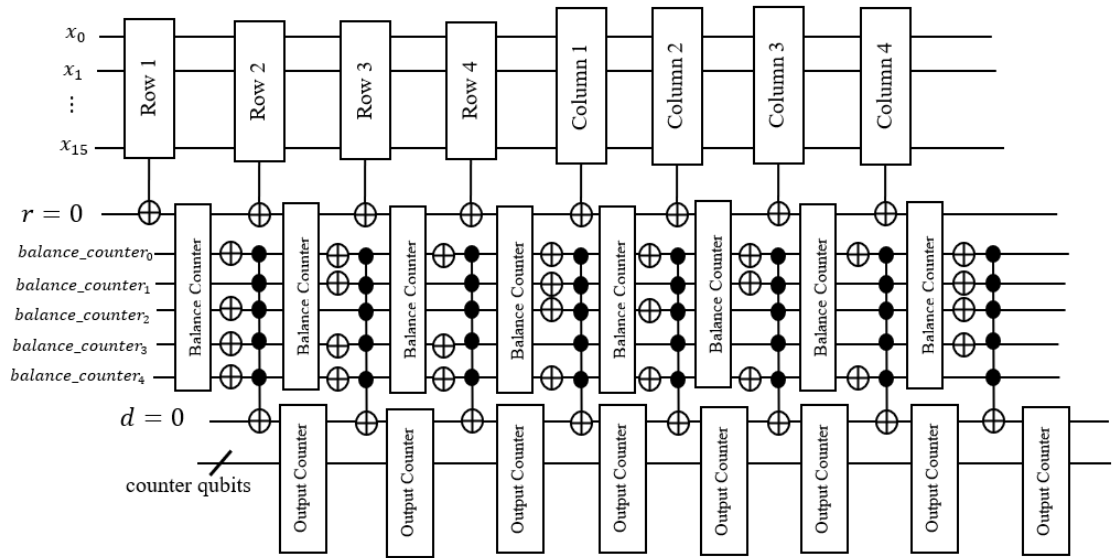 x₀
x₁
⋮
x₁₅
Row 1
Row 2
Row 3
Row 4
Column 1
Column 2
Column 3
Column 4
r = 0
balance_counter₀
balance_counter₁
balance_counter₂
balance_counter₃
balance_counter₄
Balance Counter
Balance Counter
Balance Counter
Balance Counter
Balance Counter
Balance Counter
Balance Counter
Balance Counter
d = 0
counter qubits
Output Counter
Output Counter
Output Counter
Output Counter
Output Counter
Output Counter
Output Counter
Output Counter